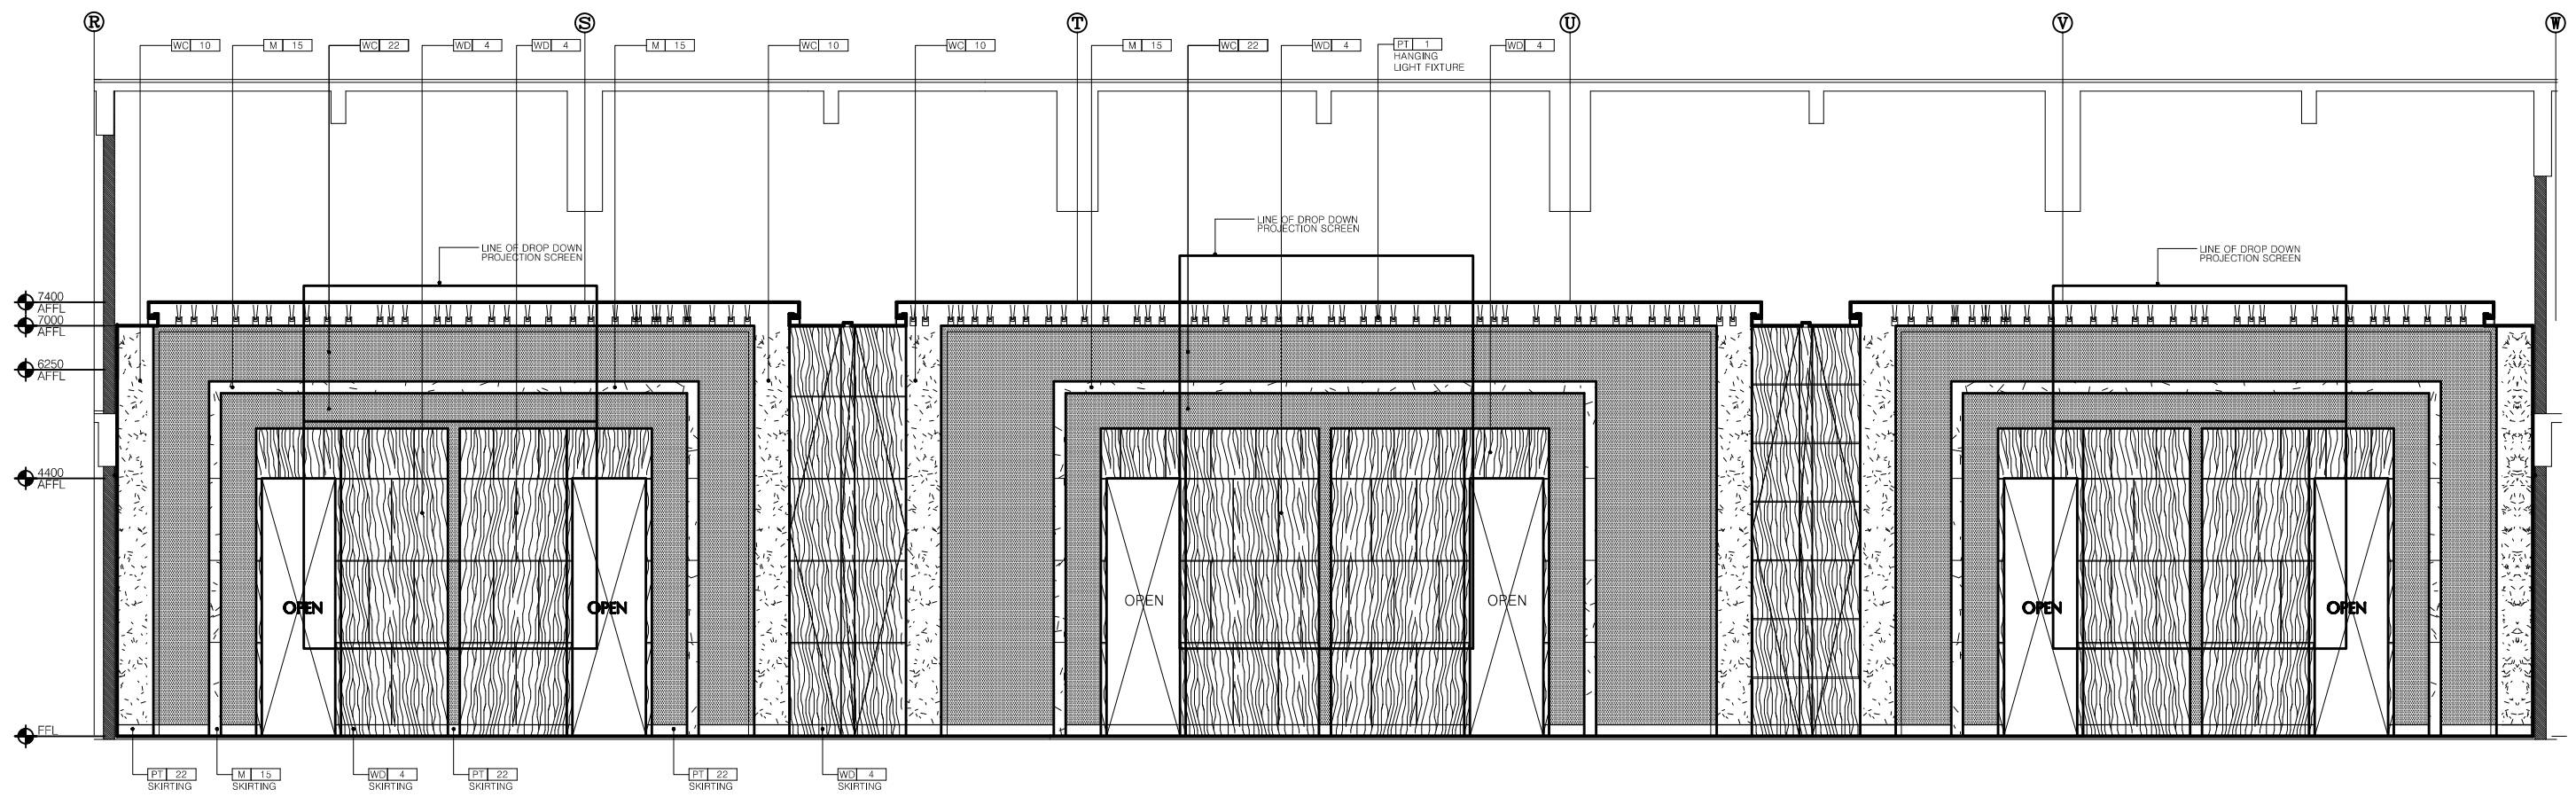 R S T U V W
WC 10 M 15 WC 22 WD 4 WD 4 M 15 WC 10 WC 10 M 15 WC 22 WD 4 PT 1 WD 4
HANGING
LIGHT FIXTURE
LINE OF DROP DOWN
PROJECTION SCREEN
LINE OF DROP DOWN
PROJECTION SCREEN
LINE OF DROP DOWN
PROJECTION SCREEN
7400
AFFL
7000
AFFL
6250
AFFL
4400
AFFL
OPEN OPEN OPEN OPEN OPEN OPEN
FFL
PT 22 M 15 WD 4 PT 22 PT 22 WD 4
SKIRTING SKIRTING SKIRTING SKIRTING SKIRTING SKIRTING